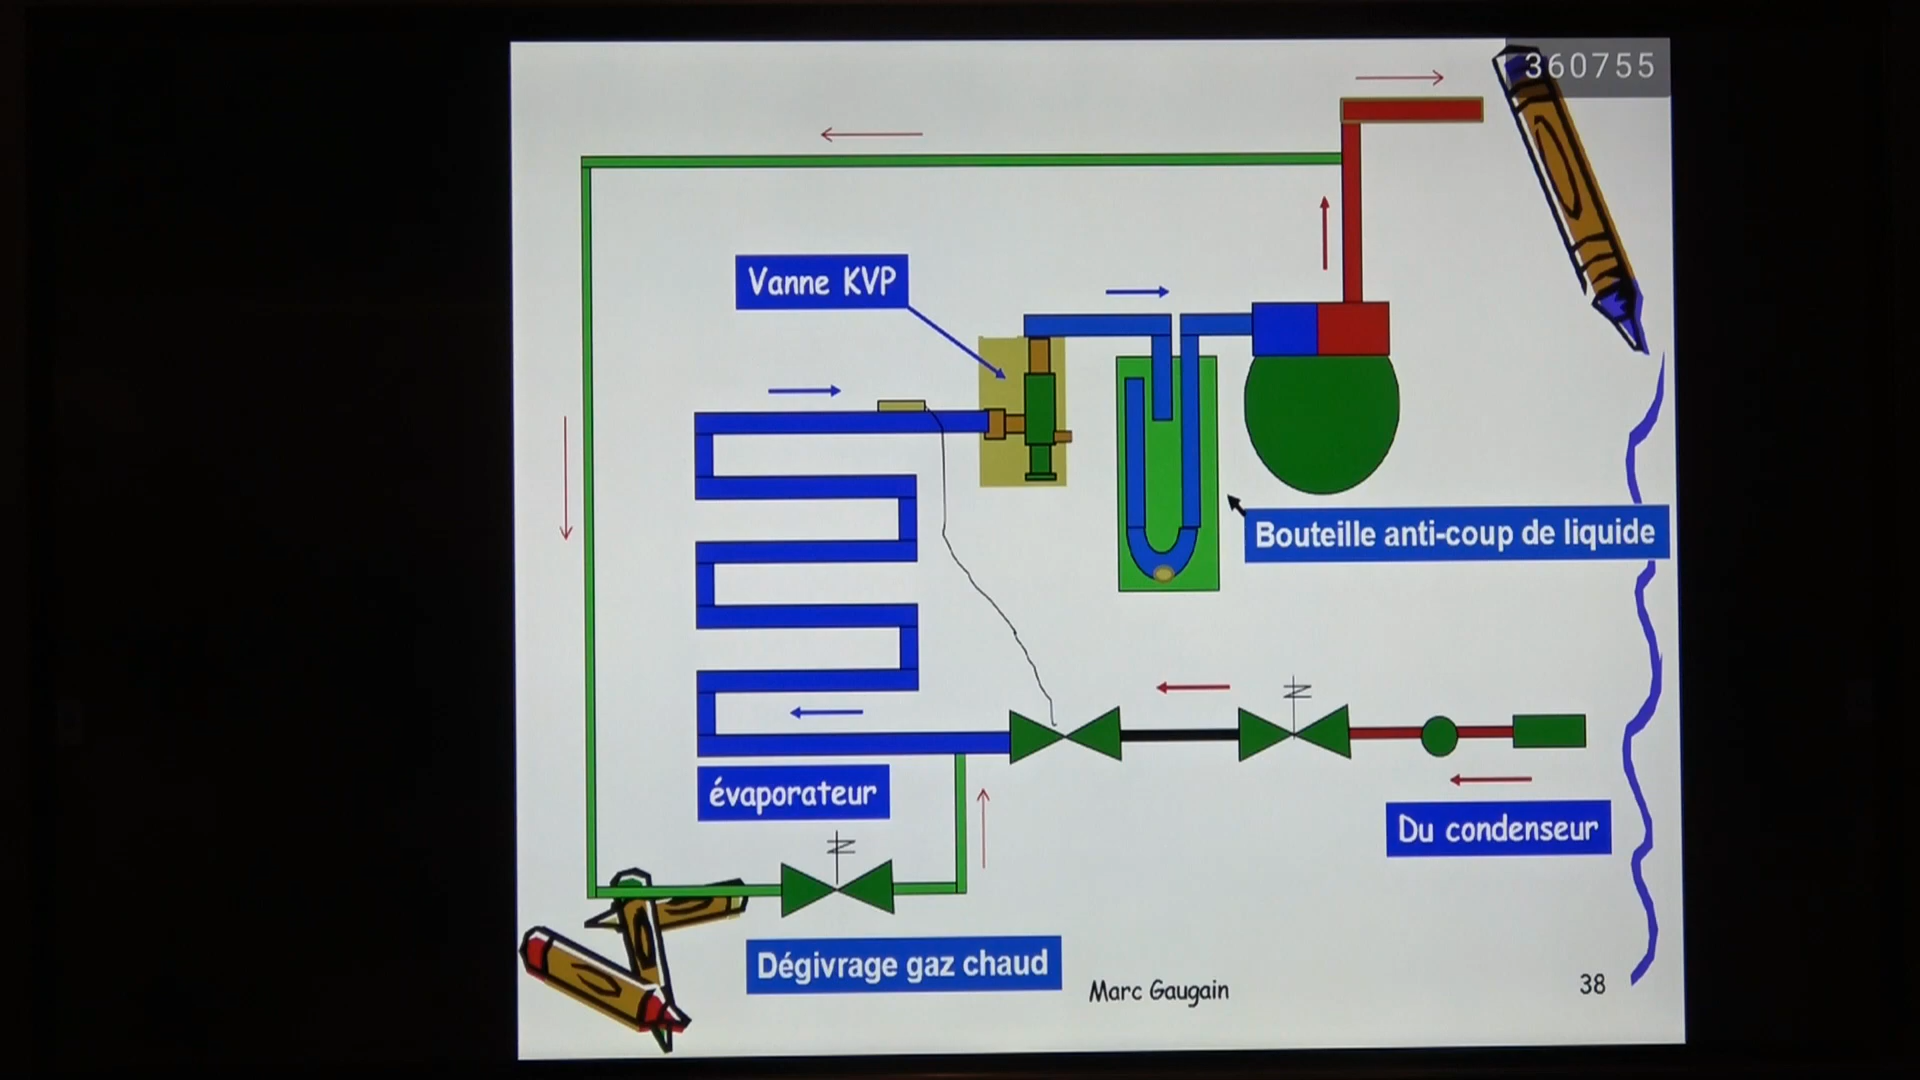 360755
Vanne KVP
Bouteille anti-coup de liquide
évaporateur
Du condenseur
Dégivrage gaz chaud
Marc Gaugain
38